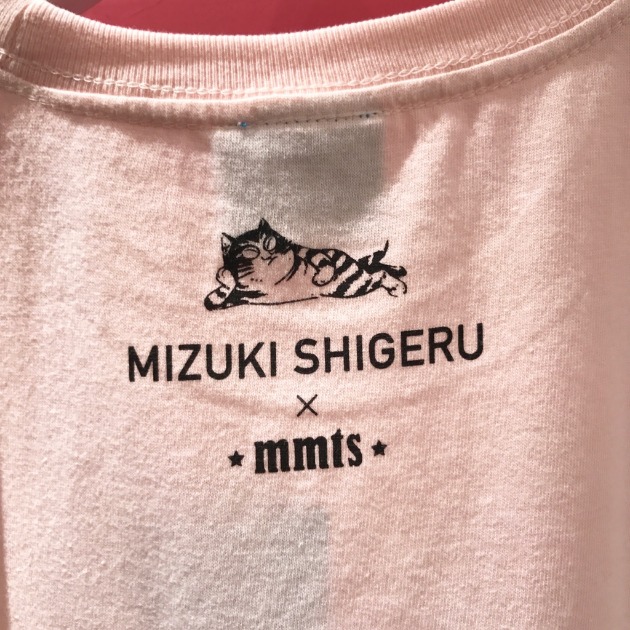 MIZUKI SHIGERU
×
★ mmts ★